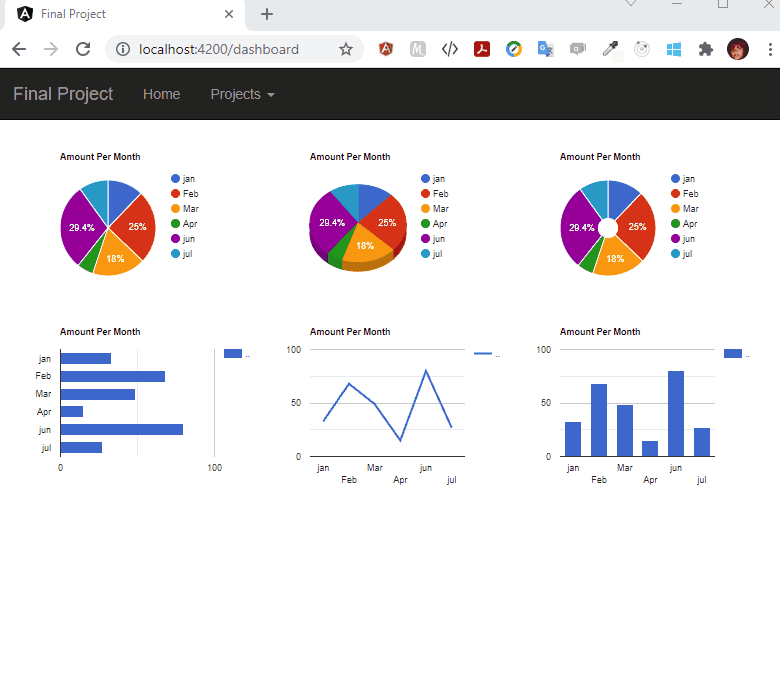 Final Project
localhost:4200/dashboard
Final Project Home Projects
Amount Per Month Amount Per Month Amount Per Month
jan
Feb
Mar
Apr
jun
jul
29.4% 25%
18%
jan
Feb
Mar
Apr
jun
jul
29.4% 25%
18%
jan
Feb
Mar
Apr
jun
jul
29.4% 25%
18%
Amount Per Month Amount Per Month Amount Per Month
jan
Feb
Mar
Apr
jun
jul
0 100
..
100
50
0
jan Mar jun
Feb Apr jul
..
100
50
0
jan Mar jun
Feb Apr jul
..